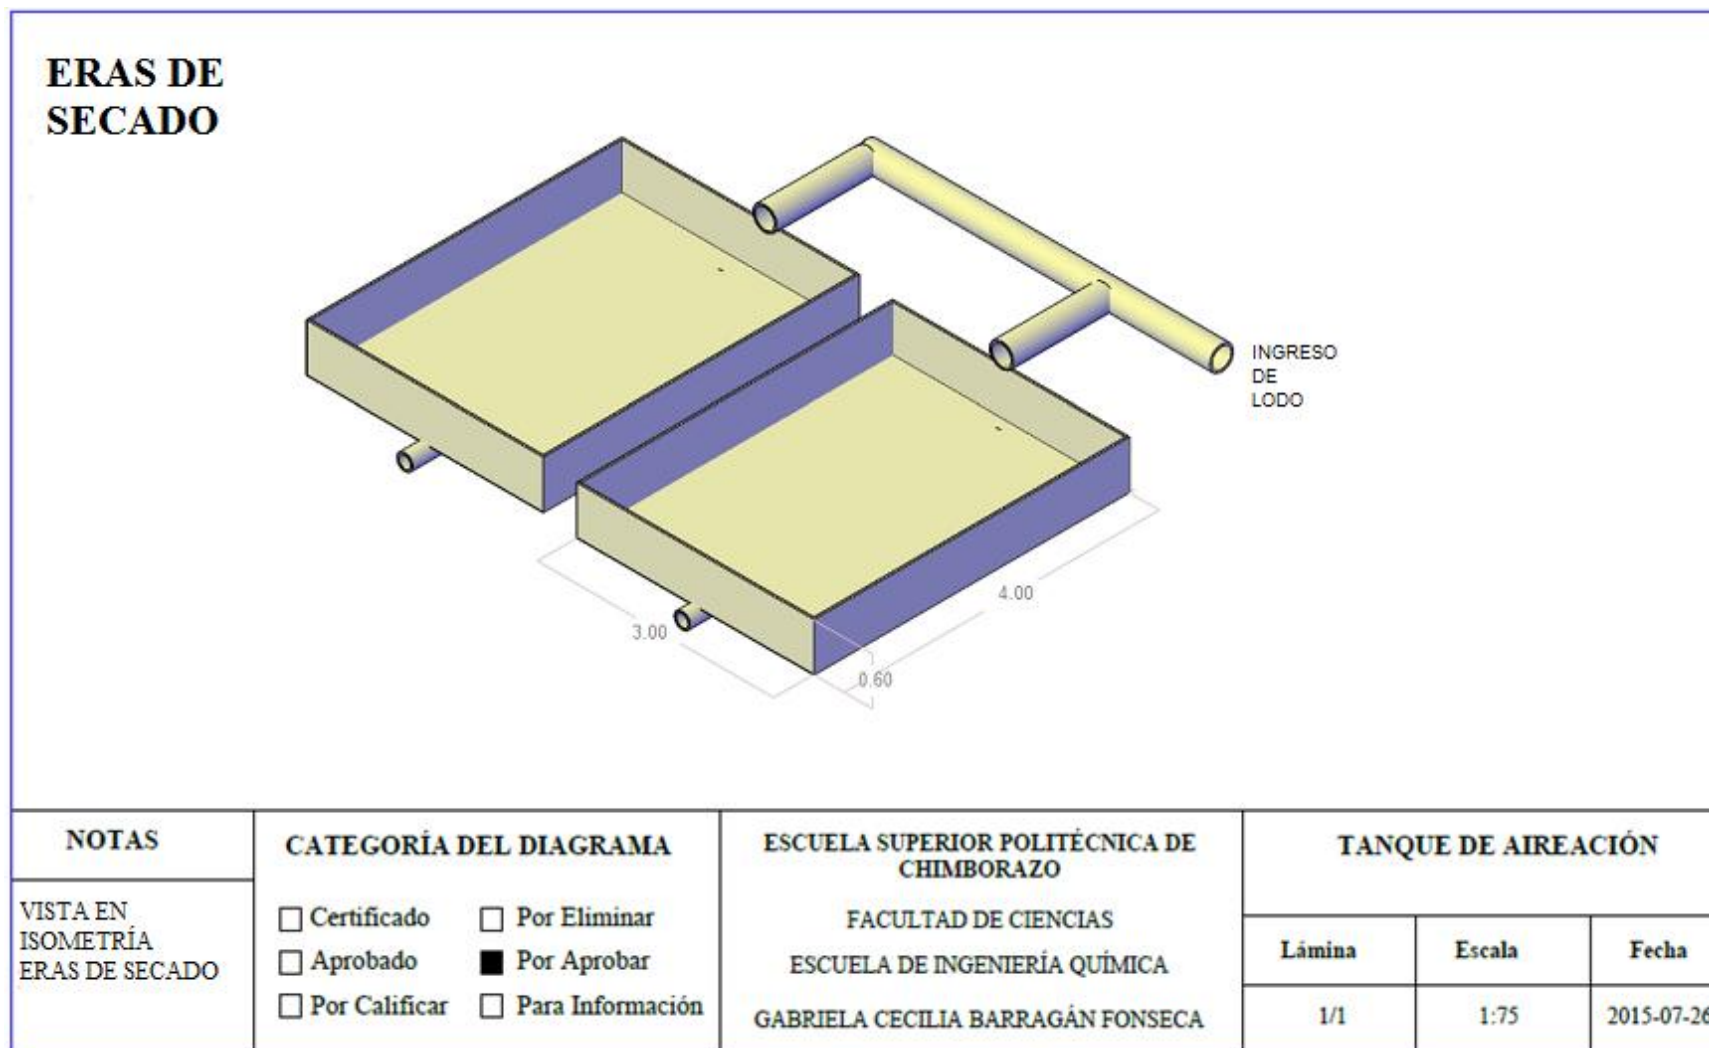 ERAS DE
SECADO
INGRESO
DE
LODO
4.00
3.00
0.60
NOTAS
VISTA EN
ISOMETRÍA
ERAS DE SECADO
CATEGORÍA DEL DIAGRAMA
Certificado
Por Eliminar
Aprobado
Por Aprobar
Por Calificar
Para Información
ESCUELA SUPERIOR POLITÉCNICA DE
CHIMBORAZO
FACULTAD DE CIENCIAS
ESCUELA DE INGENIERÍA QUÍMICA
GABRIELA CECILIA BARRAGÁN FONSECA
TANQUE DE AIREACIÓN
Lámina
Escala
Fecha
1/1
1:75
2015-07-26